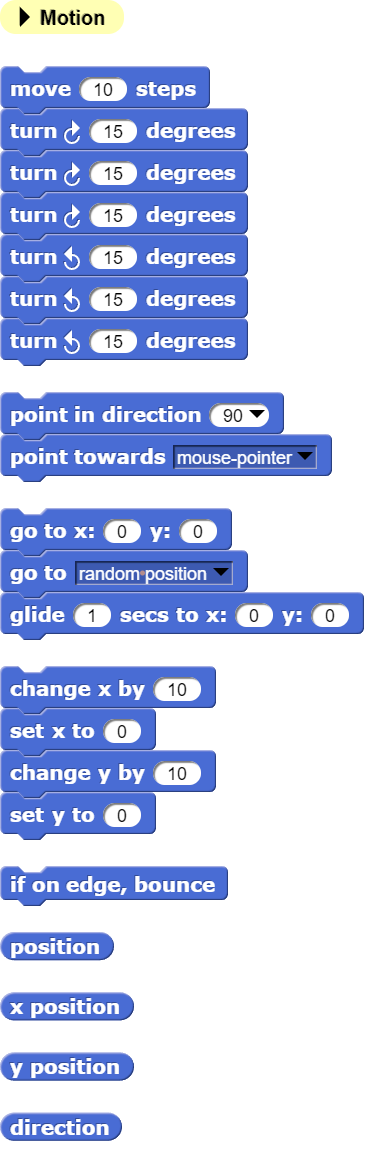 Motion
move 10 steps
turn 15 degrees
turn 15 degrees
turn 15 degrees
turn 15 degrees
turn 15 degrees
turn 15 degrees
point in direction 90
point towards mouse-pointer
go to x: 0 y: 0
go to random position
glide 1 secs to x: 0 y: 0
change x by 10
set x to 0
change y by 10
set y to 0
if on edge, bounce
position
x position
y position
direction